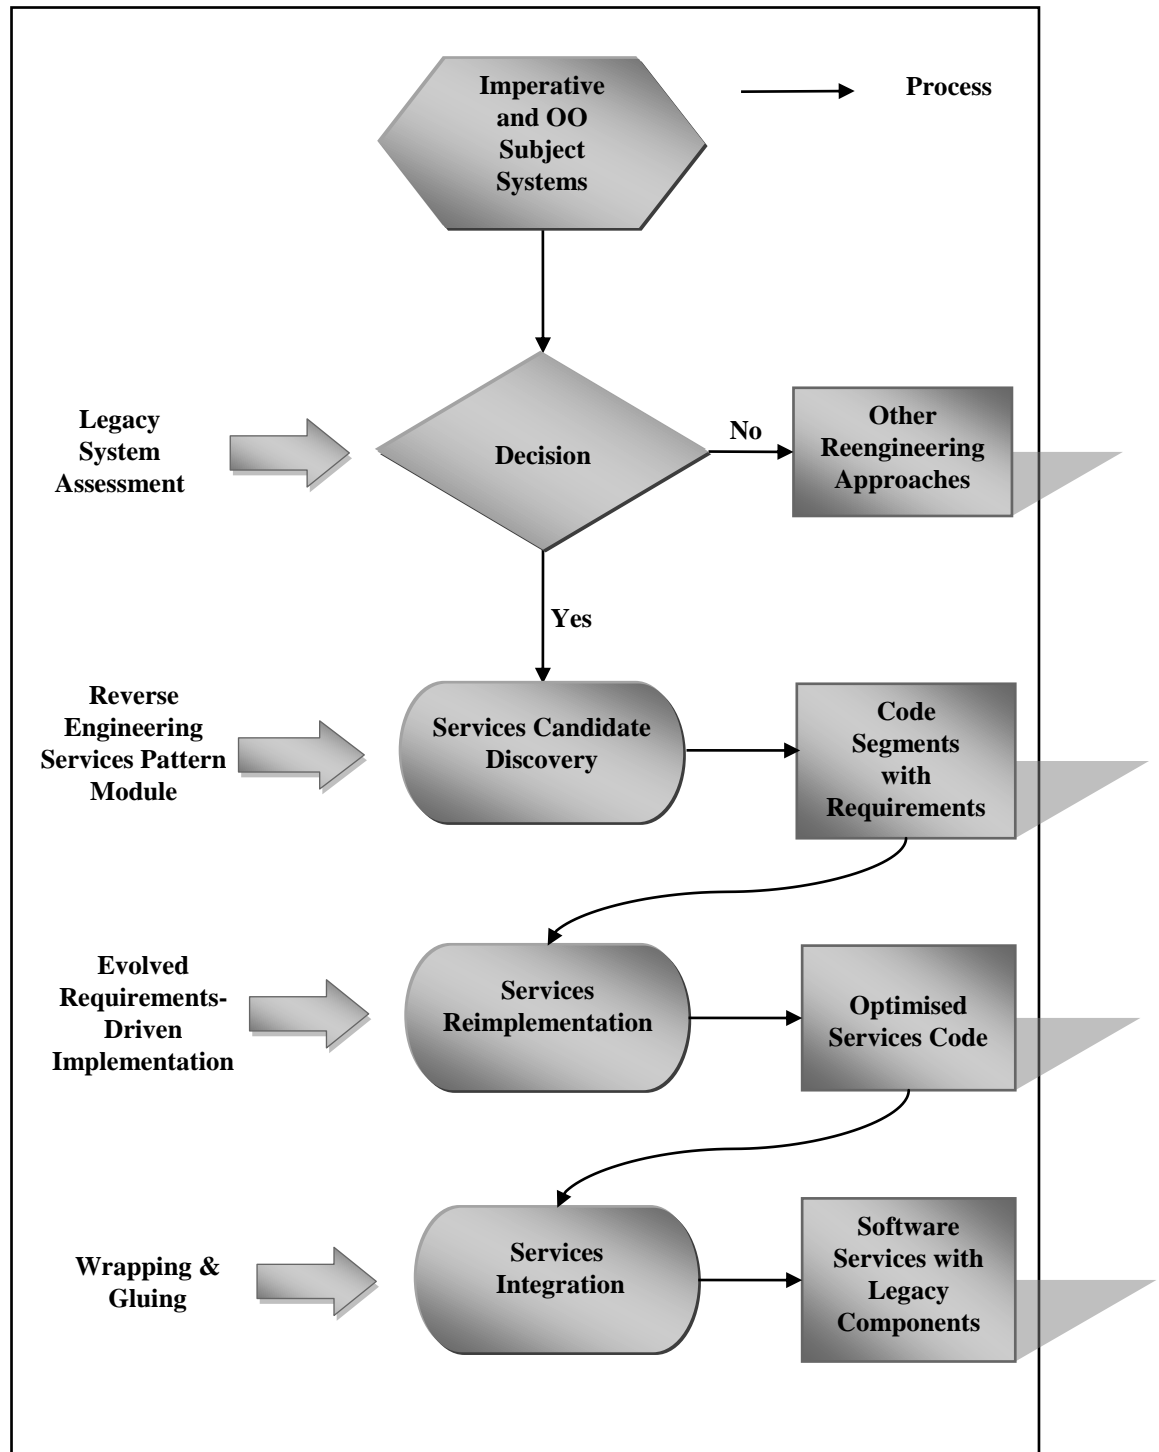 Imperative
and OO
Subject
Systems
Process
Legacy
System
Assessment
Decision
No
Other
Reengineering
Approaches
Yes
Reverse
Engineering
Services Pattern
Module
Services Candidate
Discovery
Code
Segments
with
Requirements
Evolved
Requirements-
Driven
Implementation
Services
Reimplementation
Optimised
Services Code
Wrapping &
Gluing
Services
Integration
Software
Services with
Legacy
Components